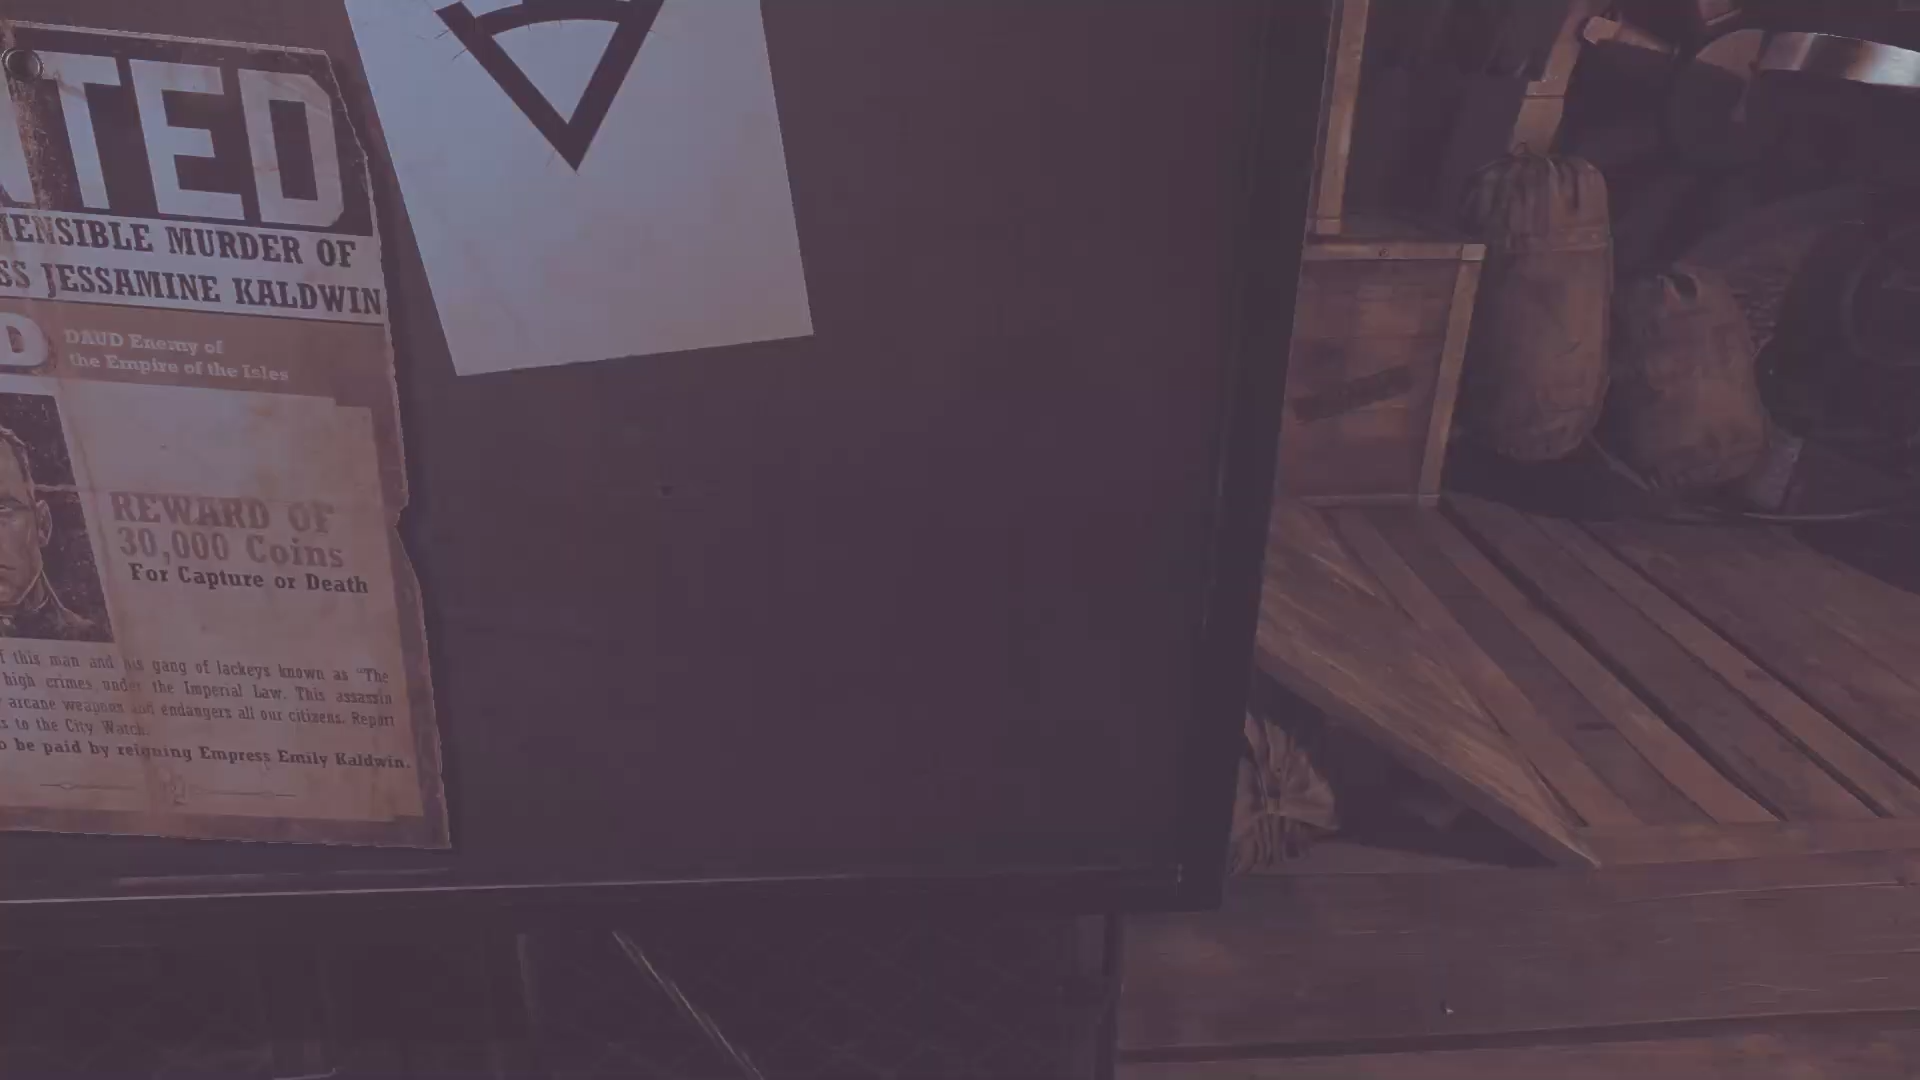 TED
MURDER OF
JESSAMINE KALDWIN
D
DAUD Enemy of
the Empire of the Isles
REWARD OF
30,000 Coins
For Capture or Death
this man and his gang of lackeys known as "The
high crimes under the Imperial Law. This assassin
arcane weapons and endangers all our citizens. Report
to the City Watch.
be paid by reigning Empress Emily Kaldwin.